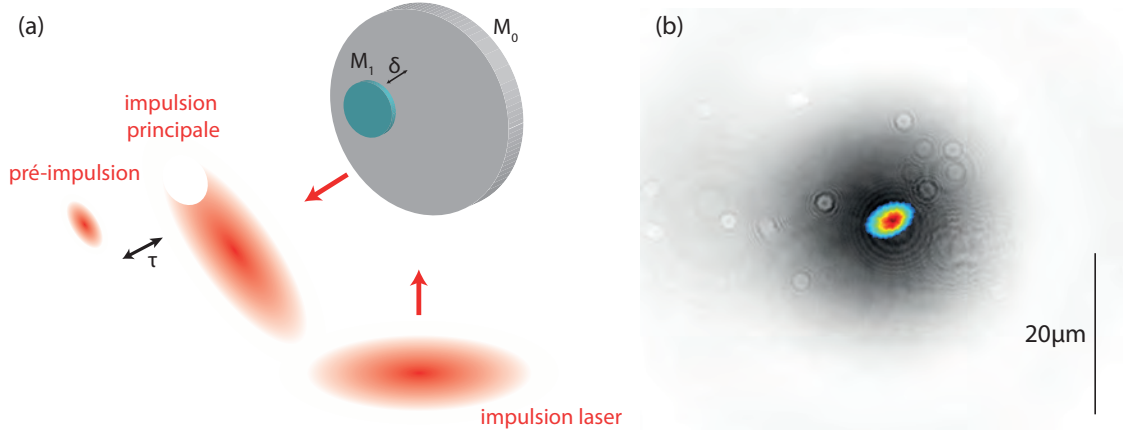 (a)
M₀
M₁
δ
impulsion
principale
pré-impulsion
τ
impulsion laser
(b)
20μm